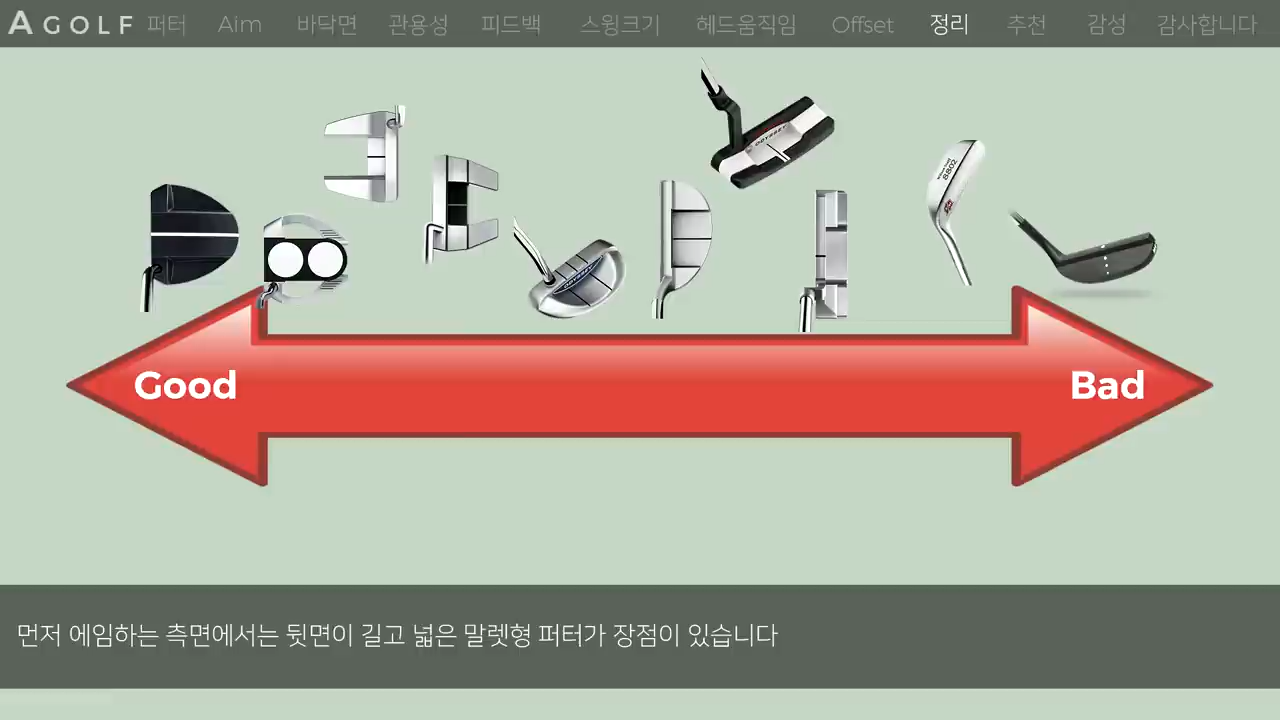 A GOLF 퍼터 Aim 바닥면 관용성 피드백 스윙크기 헤드움직임 Offset 정리 추천 감성 감사합니다
ODYSSEY
8802
Good
Bad
먼저 에임하는 측면에서는 뒷면이 길고 넓은 말렛형 퍼터가 장점이 있습니다